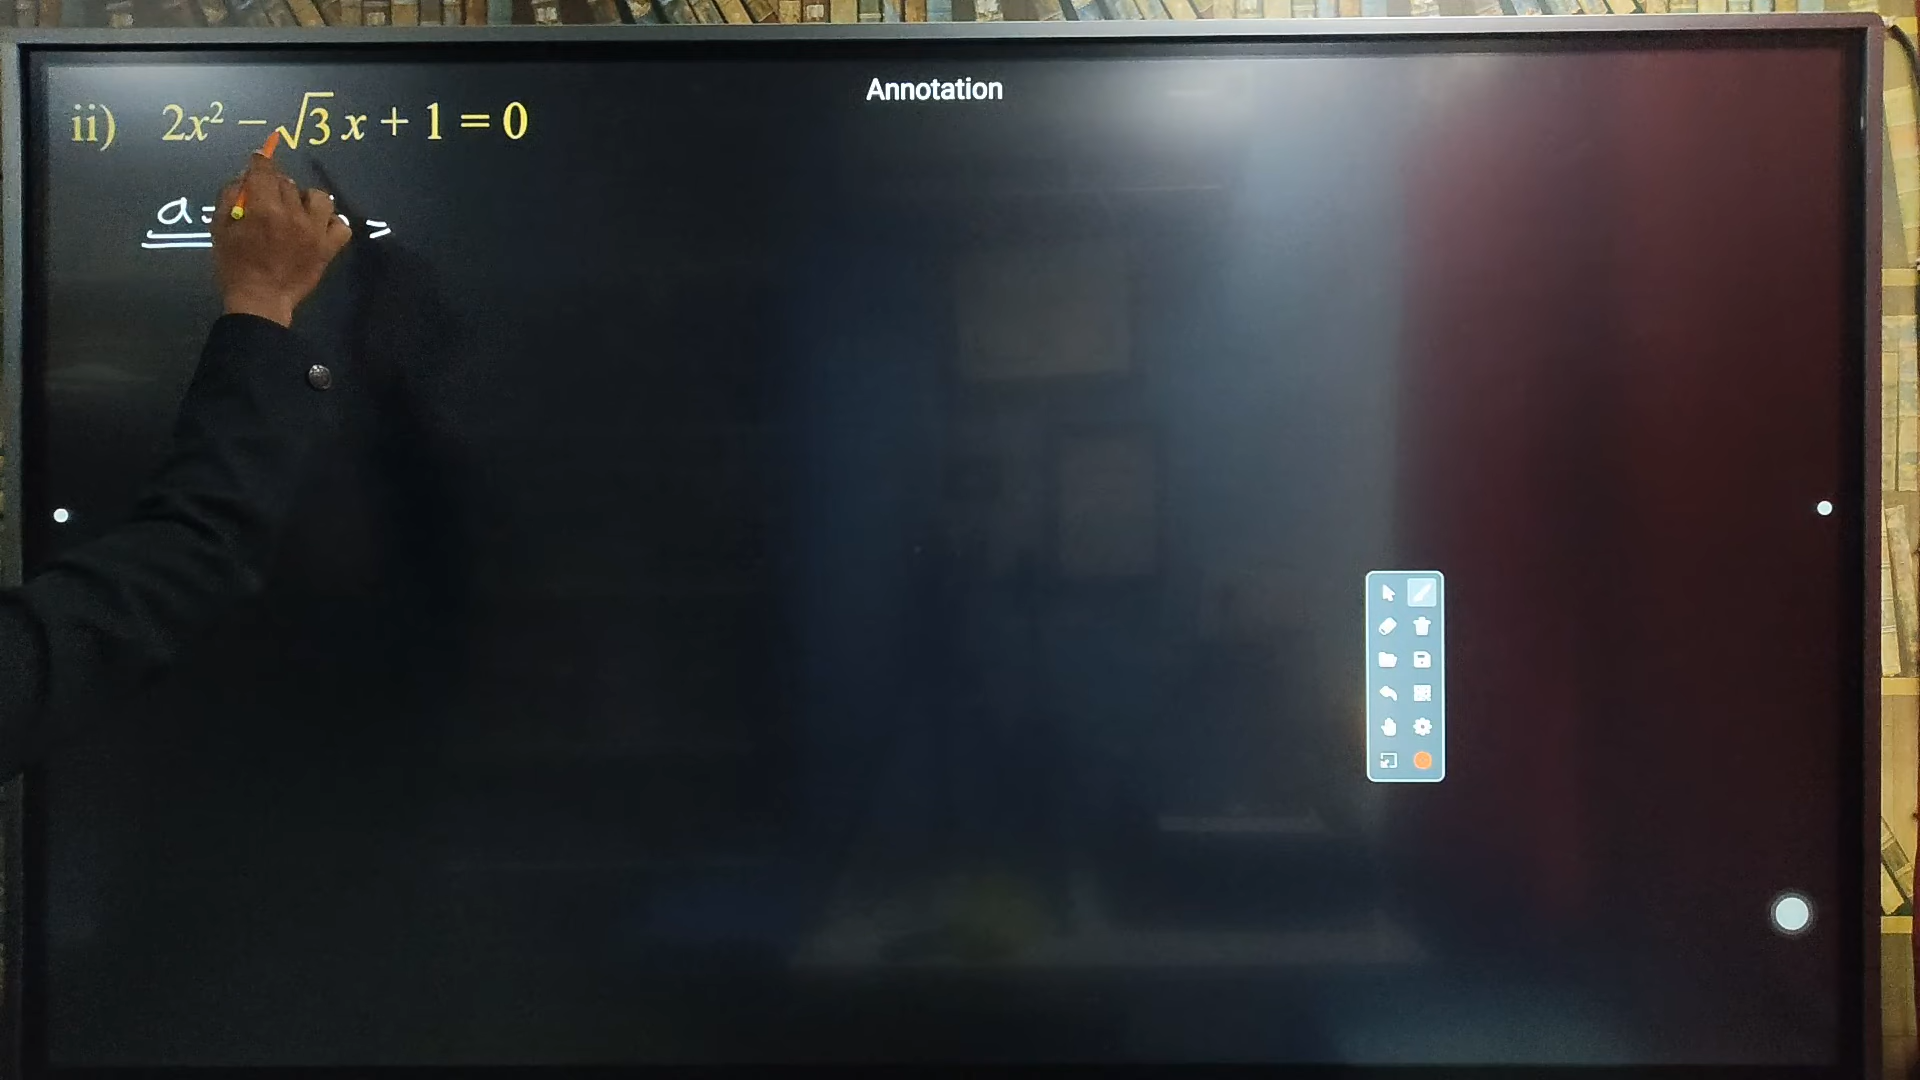 Annotation
ii) 2x² − √3 x + 1 = 0
a = =